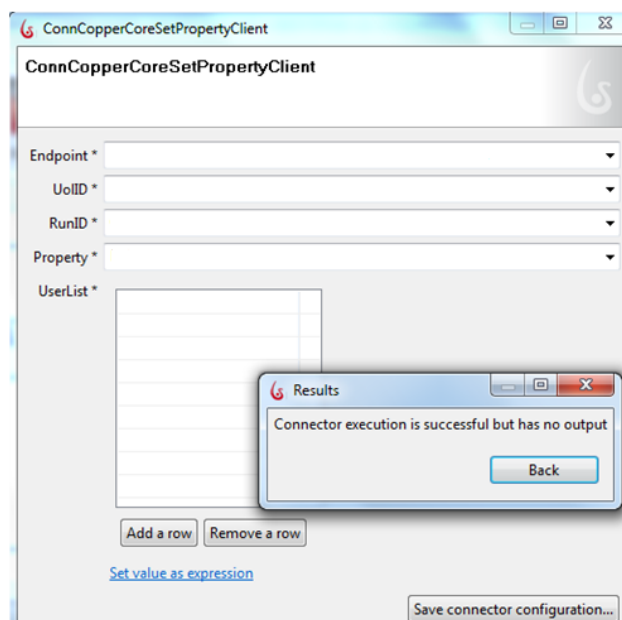 ConnCopperCoreSetPropertyClient
ConnCopperCoreSetPropertyClient
Endpoint *
UolID *
RunID *
Property *
UserList *
Results
Connector execution is successful but has no output
Back
Add a row Remove a row
Set value as expression
Save connector configuration...